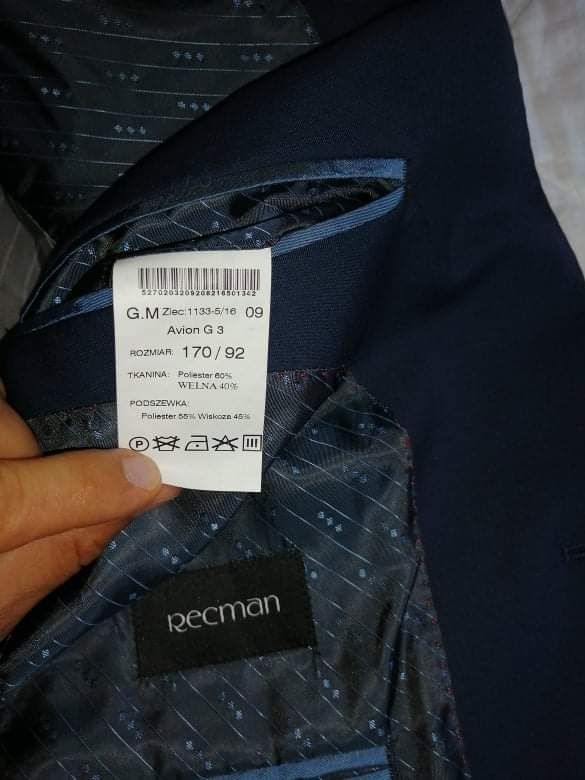 5270203209208216501342
G.M Zlec:1133-5/16 09
Avion G 3
ROZMIAR: 170 / 92
TKANINA: Poliester 60%
WEŁNA 40%
PODSZEWKA:
Poliester 55% Wiskoza 45%
P
Recman